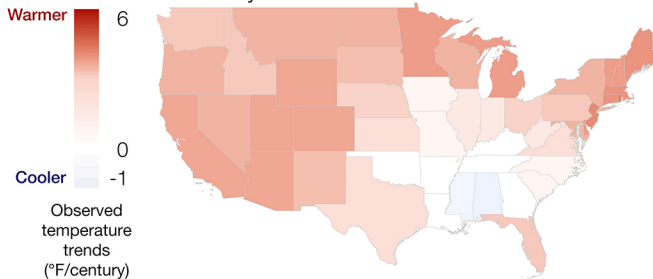 Warmer
6
0
Cooler
-1
Observed
temperature
trends
(°F/century)